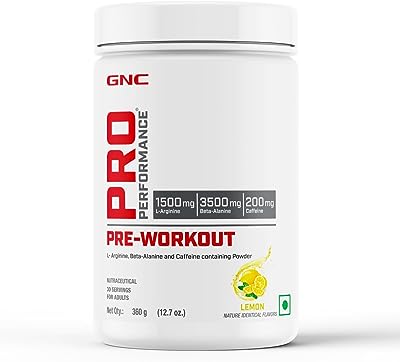 GNC
PRO
PERFORMANCE®
1500mg
L-Arginine
3500mg
Beta-Alanine
200mg
Caffeine
PRE-WORKOUT
L- Arginine, Beta-Alanine and Caffeine containing Powder
NUTRACEUTICAL
30 SERVINGS
FOR ADULTS
Net Qty.: 360 g (12.7 oz.)
LEMON
NATURE IDENTICAL FLAVORS